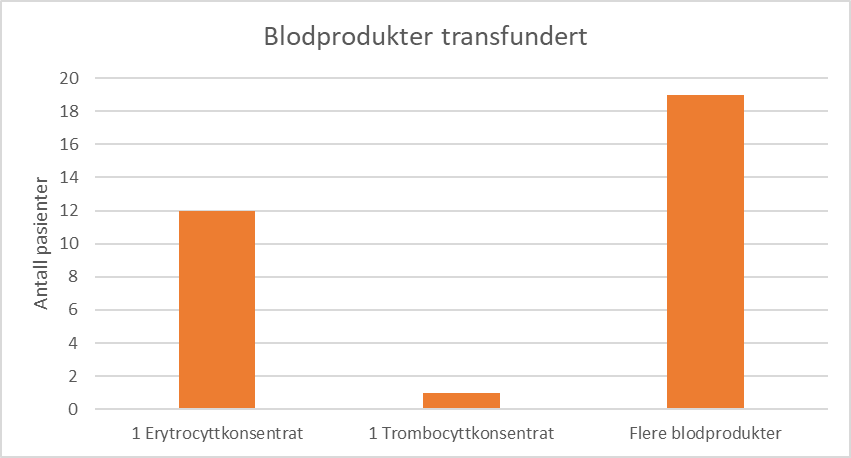 Blodprodukter transfundert
Antall pasienter
20
18
16
14
12
10
8
6
4
2
0
1 Erytrocyttkonsentrat
1 Trombocyttkonsentrat
Flere blodprodukter